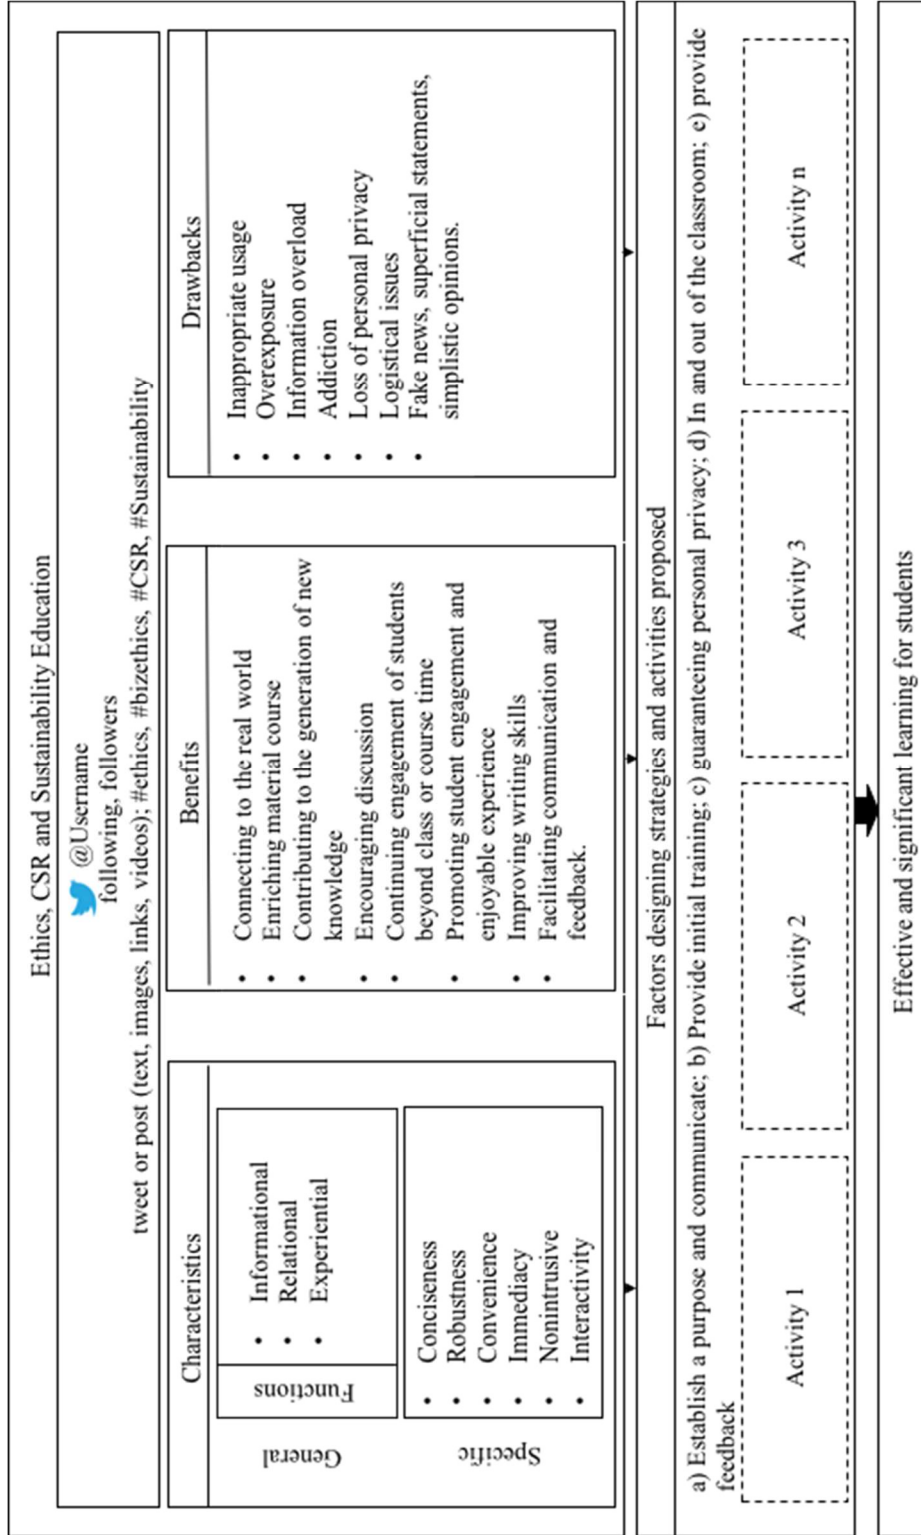 Ethics, CSR and Sustainability Education
@Username
following, followers
tweet or post (text, images, links, videos); #ethics, #bizethics, #CSR, #Sustainability
Characteristics
General
Functions
• Informational
• Relational
• Experiential
Specific
• Conciseness
• Robustness
• Convenience
• Immediacy
• Nonintrusive
• Interactivity
Benefits
• Connecting to the real world
• Enriching material course
• Contributing to the generation of new
knowledge
• Encouraging discussion
• Continuing engagement of students
beyond class or course time
• Promoting student engagement and
enjoyable experience
• Improving writing skills
• Facilitating communication and
feedback.
Drawbacks
• Inappropriate usage
• Overexposure
• Information overload
• Addiction
• Loss of personal privacy
• Logistical issues
• Fake news, superficial statements,
simplistic opinions.
Factors designing strategies and activities proposed
a) Establish a purpose and communicate; b) Provide initial training; c) guaranteeing personal privacy; d) In and out of the classroom; e) provide
feedback
Activity 1
Activity 2
Activity 3
Activity n
Effective and significant learning for students